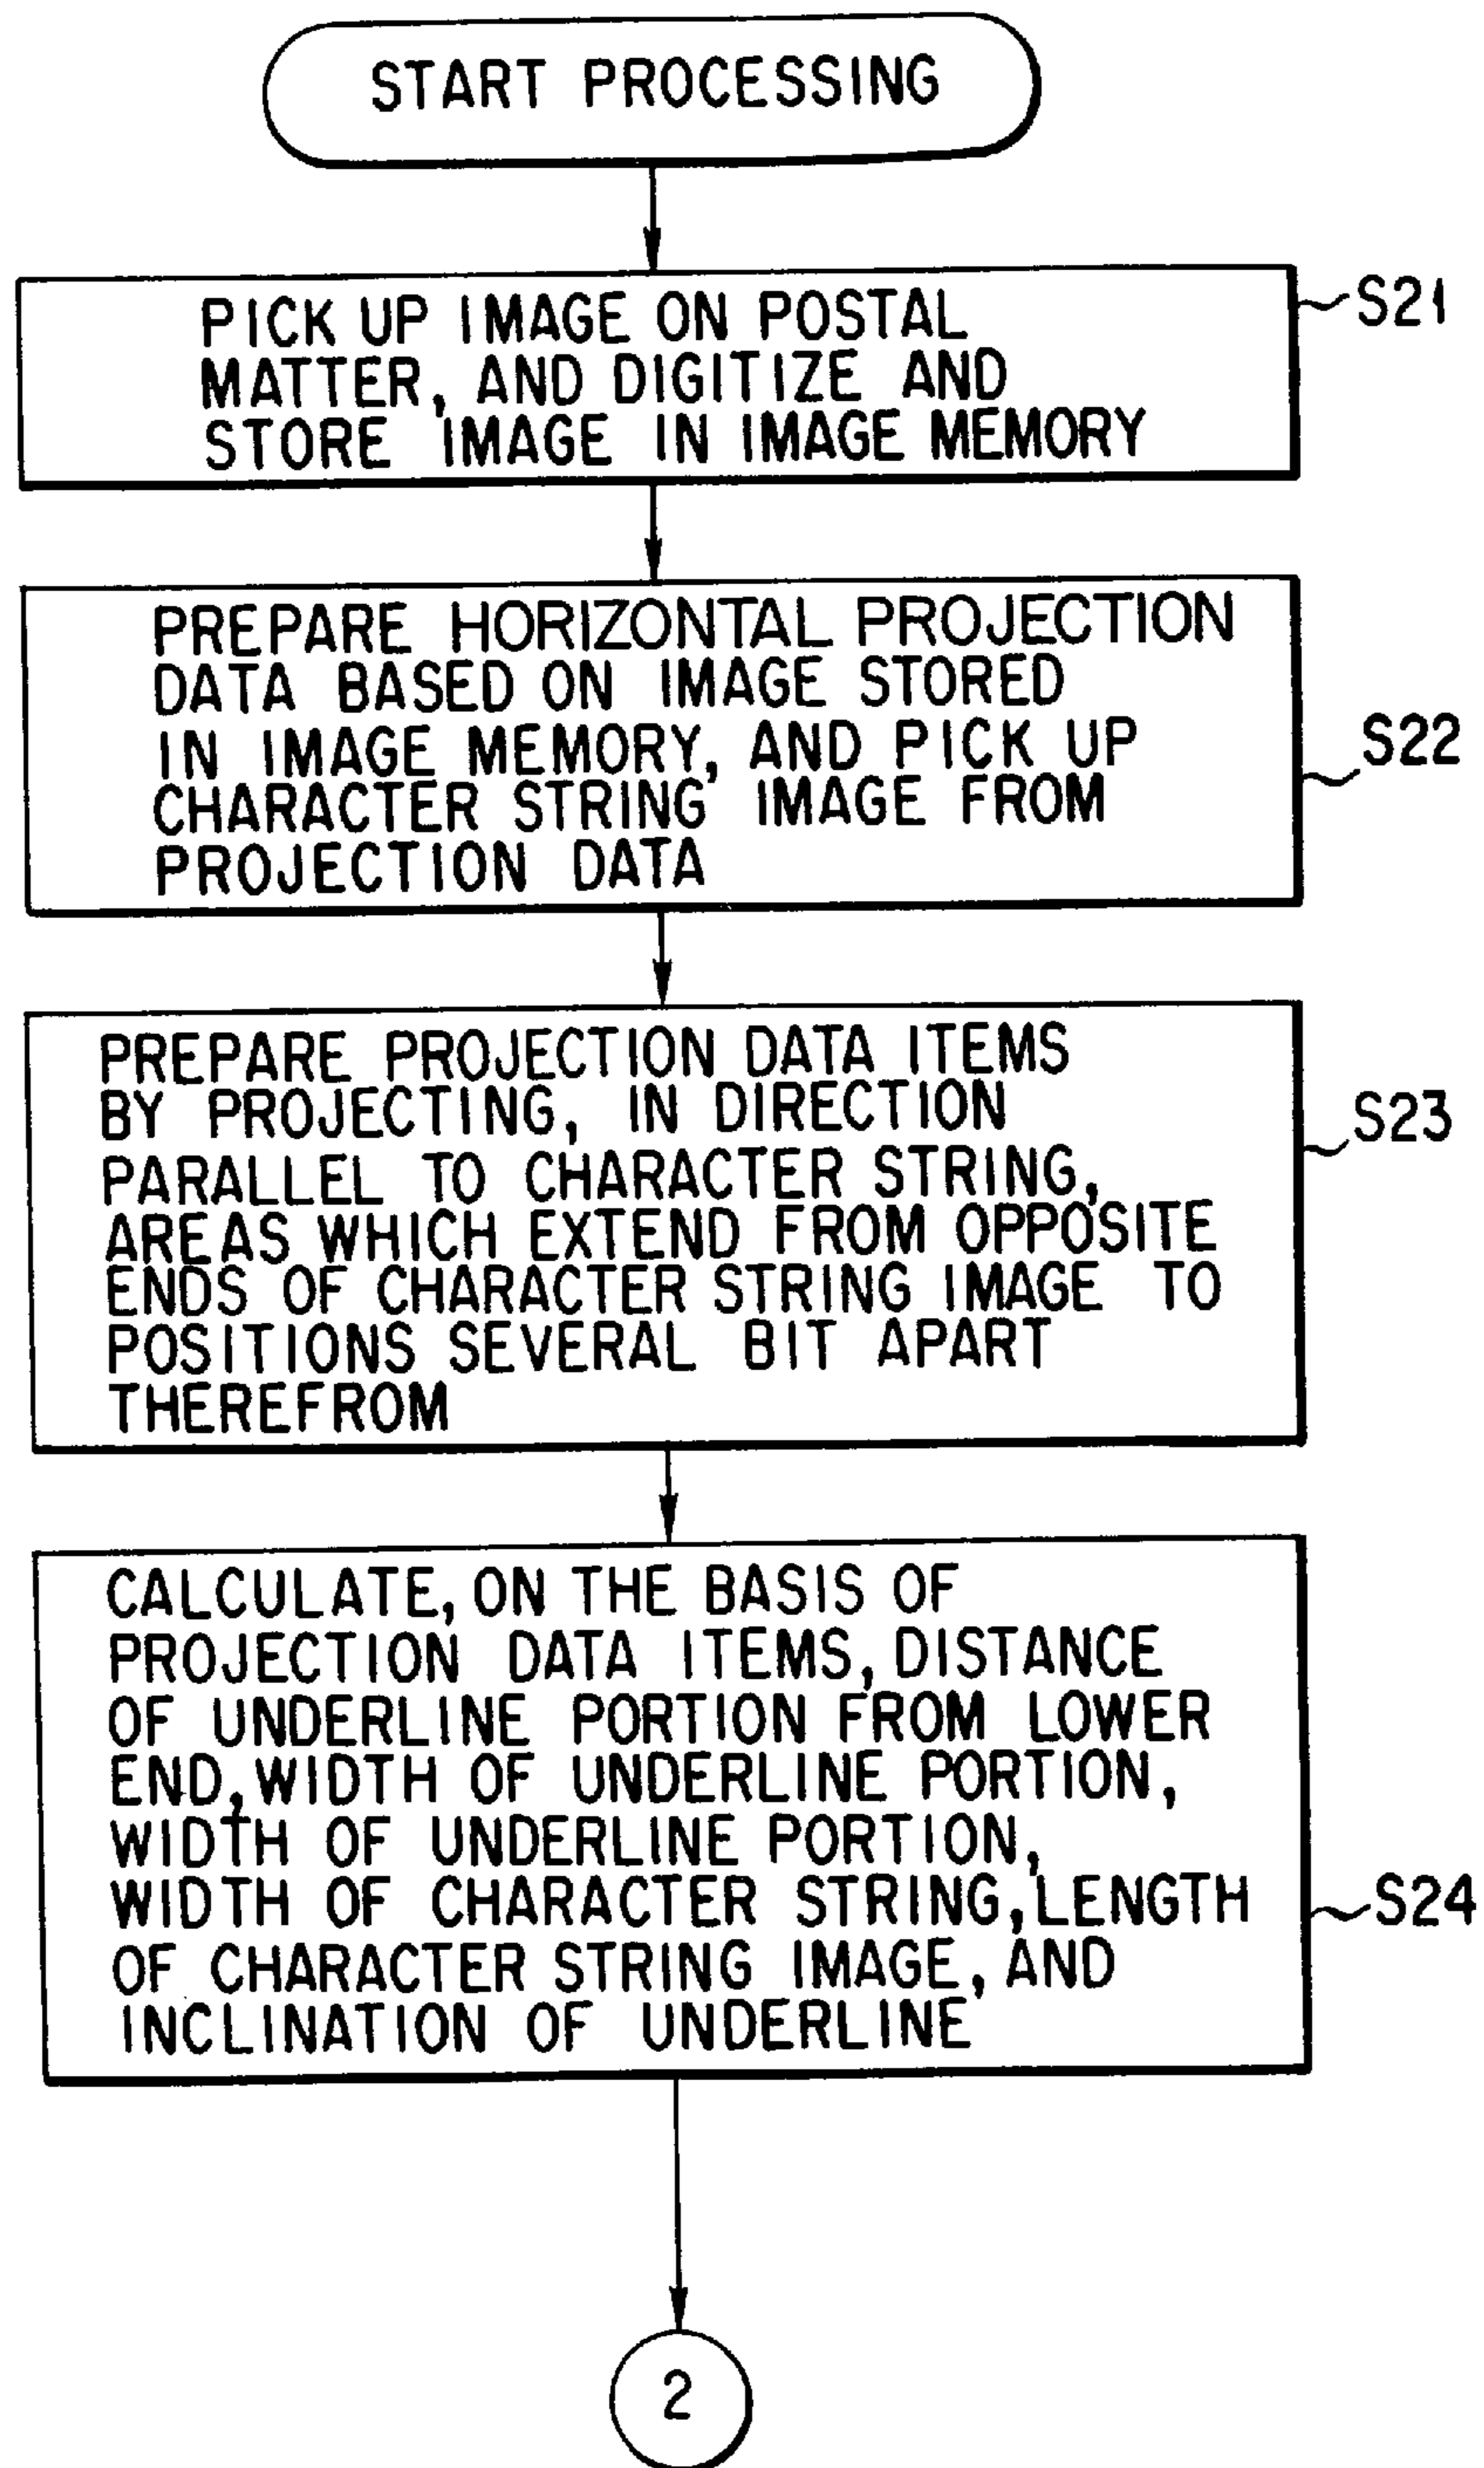 START PROCESSING
PICK UP IMAGE ON POSTAL
MATTER, AND DIGITIZE AND
STORE IMAGE IN IMAGE MEMORY
S21
PREPARE HORIZONTAL PROJECTION
DATA BASED ON IMAGE STORED
IN IMAGE MEMORY, AND PICK UP
CHARACTER STRING IMAGE FROM
PROJECTION DATA
S22
PREPARE PROJECTION DATA ITEMS
BY PROJECTING, IN DIRECTION
PARALLEL TO CHARACTER STRING,
AREAS WHICH EXTEND FROM OPPOSITE
ENDS OF CHARACTER STRING IMAGE TO
POSITIONS SEVERAL BIT APART
THEREFROM
S23
CALCULATE, ON THE BASIS OF
PROJECTION DATA ITEMS, DISTANCE
OF UNDERLINE PORTION FROM LOWER
END, WIDTH OF UNDERLINE PORTION,
WIDTH OF UNDERLINE PORTION,
WIDTH OF CHARACTER STRING, LENGTH
OF CHARACTER STRING IMAGE, AND
INCLINATION OF UNDERLINE
S24
2